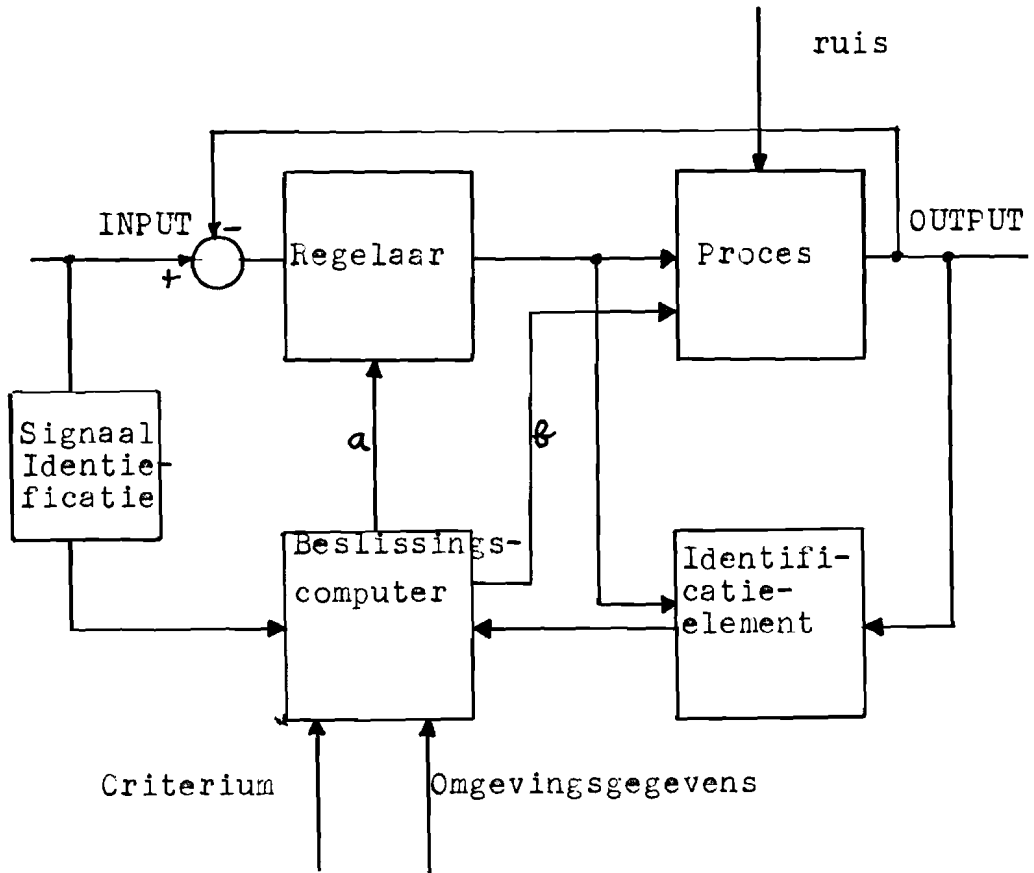 ruis
INPUT
-
OUTPUT
+
Regelaar
Proces
a
b
Signaal
Identie-
ficatie
Beslissings-
computer
Identifi-
catie-
element
Criterium
Omgevingsgegevens